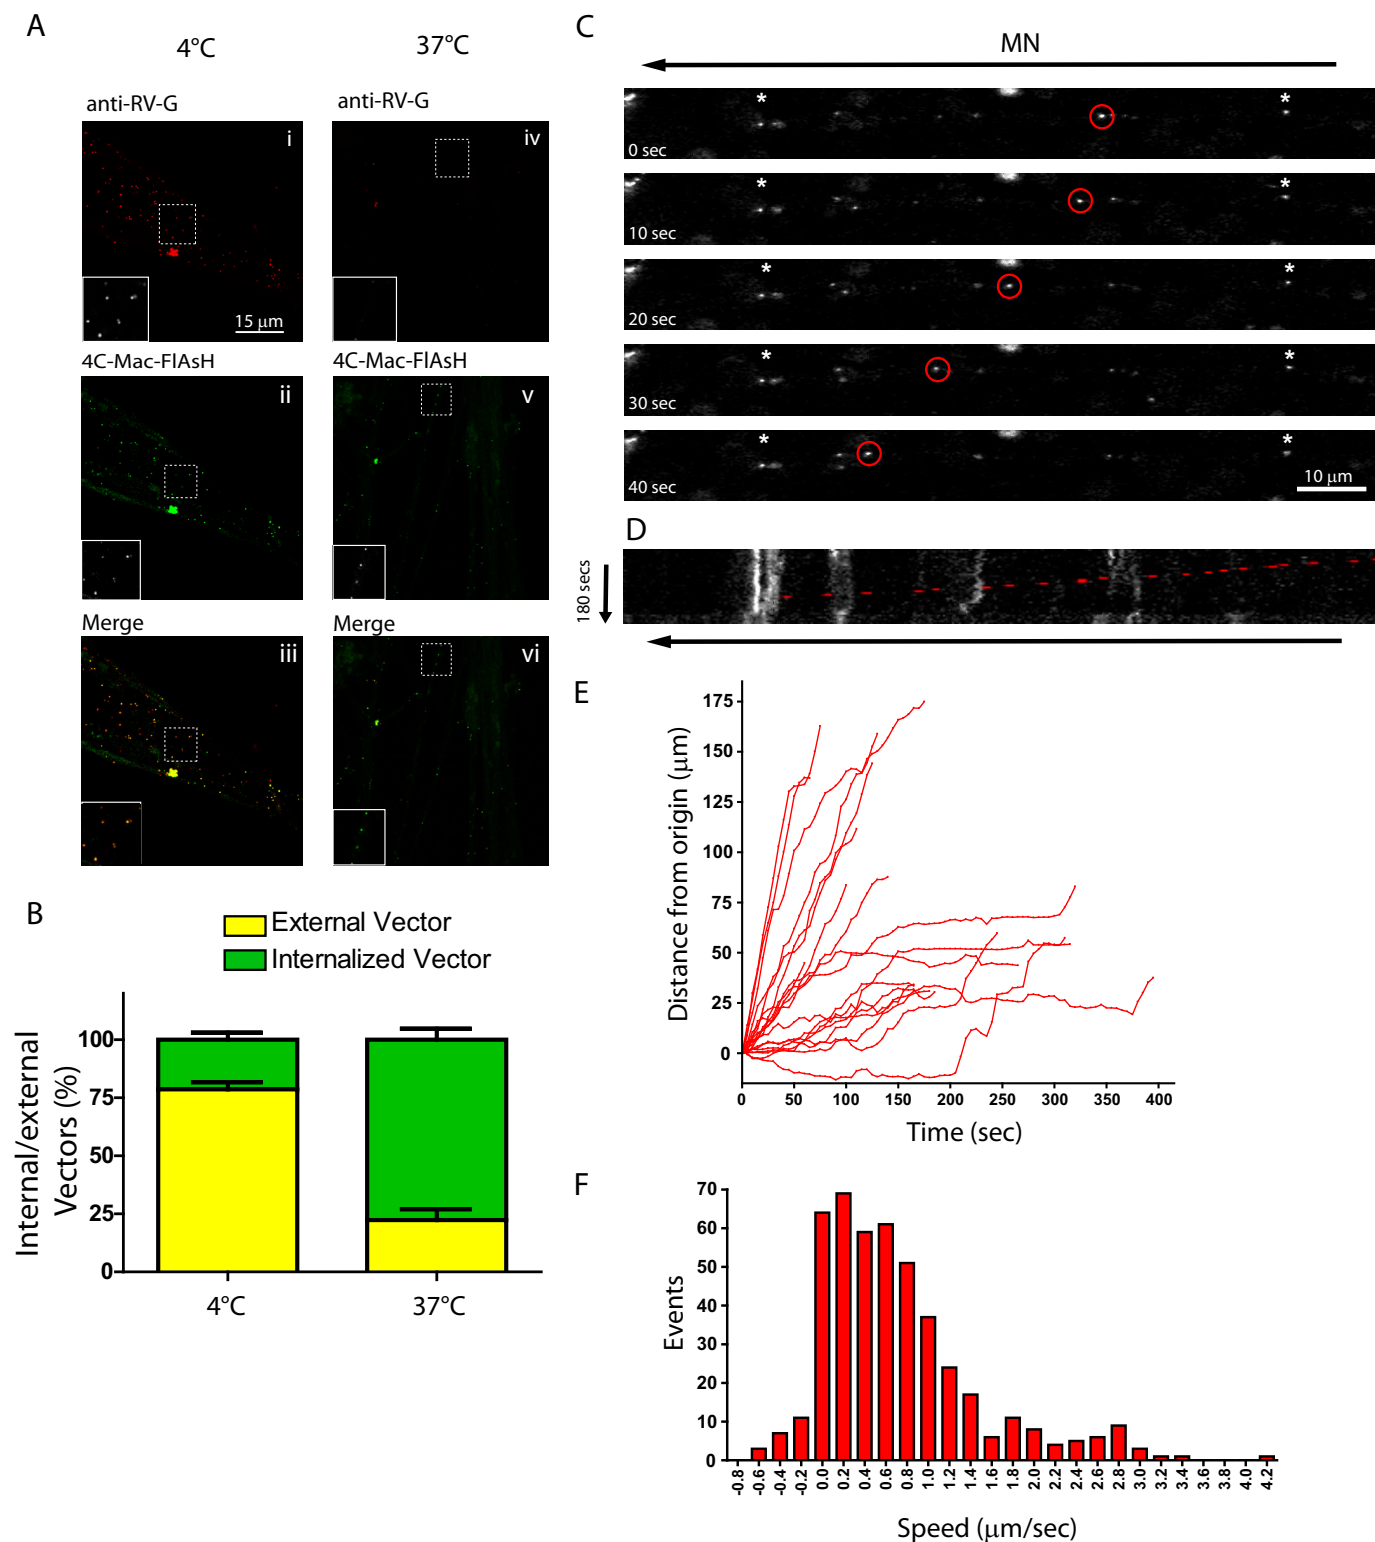 A
4°C
37°C
anti-RV-G
anti-RV-G
i
iv
15 μm
4C-Mac-FlAsH
4C-Mac-FlAsH
ii
v
Merge
Merge
iii
vi
B
External Vector
Internalized Vector
Internal/external
Vectors (%)
100
75
50
25
0
4°C
37°C
C
MN
* *
0 sec
* *
10 sec
* *
20 sec
* *
30 sec
* *
40 sec
10 μm
D
180 secs
E
Distance from origin (μm)
175
150
125
100
75
50
25
0
0 50 100 150 200 250 300 350 400
Time (sec)
F
Events
70
60
50
40
30
20
10
0
-0.8 -0.6 -0.4 -0.2 0.0 0.2 0.4 0.6 0.8 1.0 1.2 1.4 1.6 1.8 2.0 2.2 2.4 2.6 2.8 3.0 3.2 3.4 3.6 3.8 4.0 4.2
Speed (μm/sec)